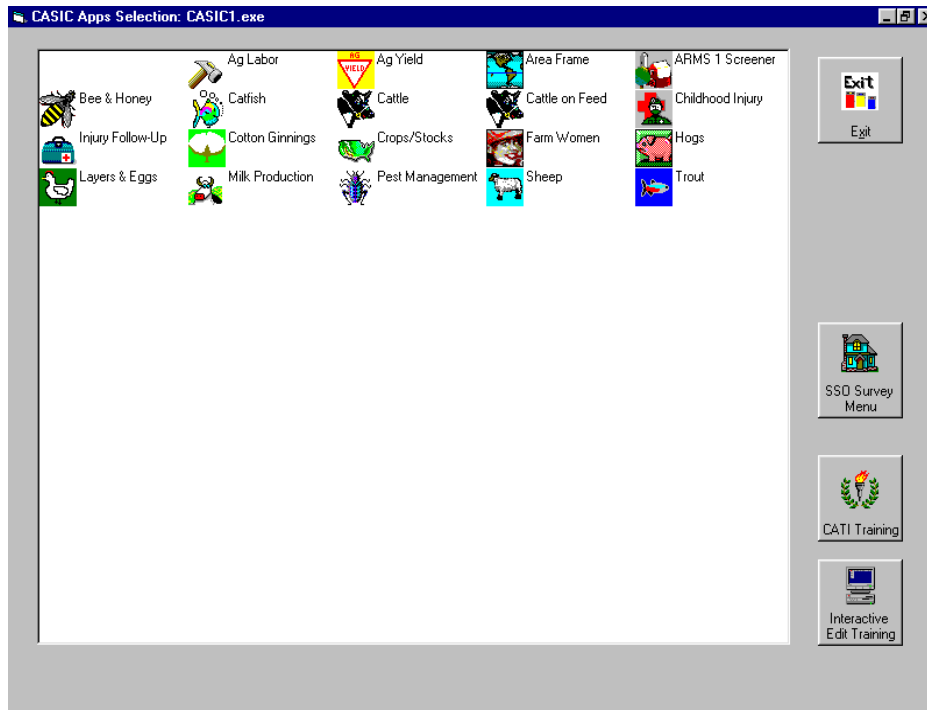 CASIC Apps Selection: CASIC1.exe
Ag Labor
AG
YIELD
Ag Yield
Area Frame
ARMS 1 Screener
Bee & Honey
Catfish
Cattle
Cattle on Feed
Childhood Injury
Injury Follow-Up
Cotton Ginnings
Crops/Stocks
Farm Women
Hogs
Layers & Eggs
Milk Production
Pest Management
Sheep
Trout
Exit
Exit
SSO Survey
Menu
CATI Training
Interactive
Edit Training